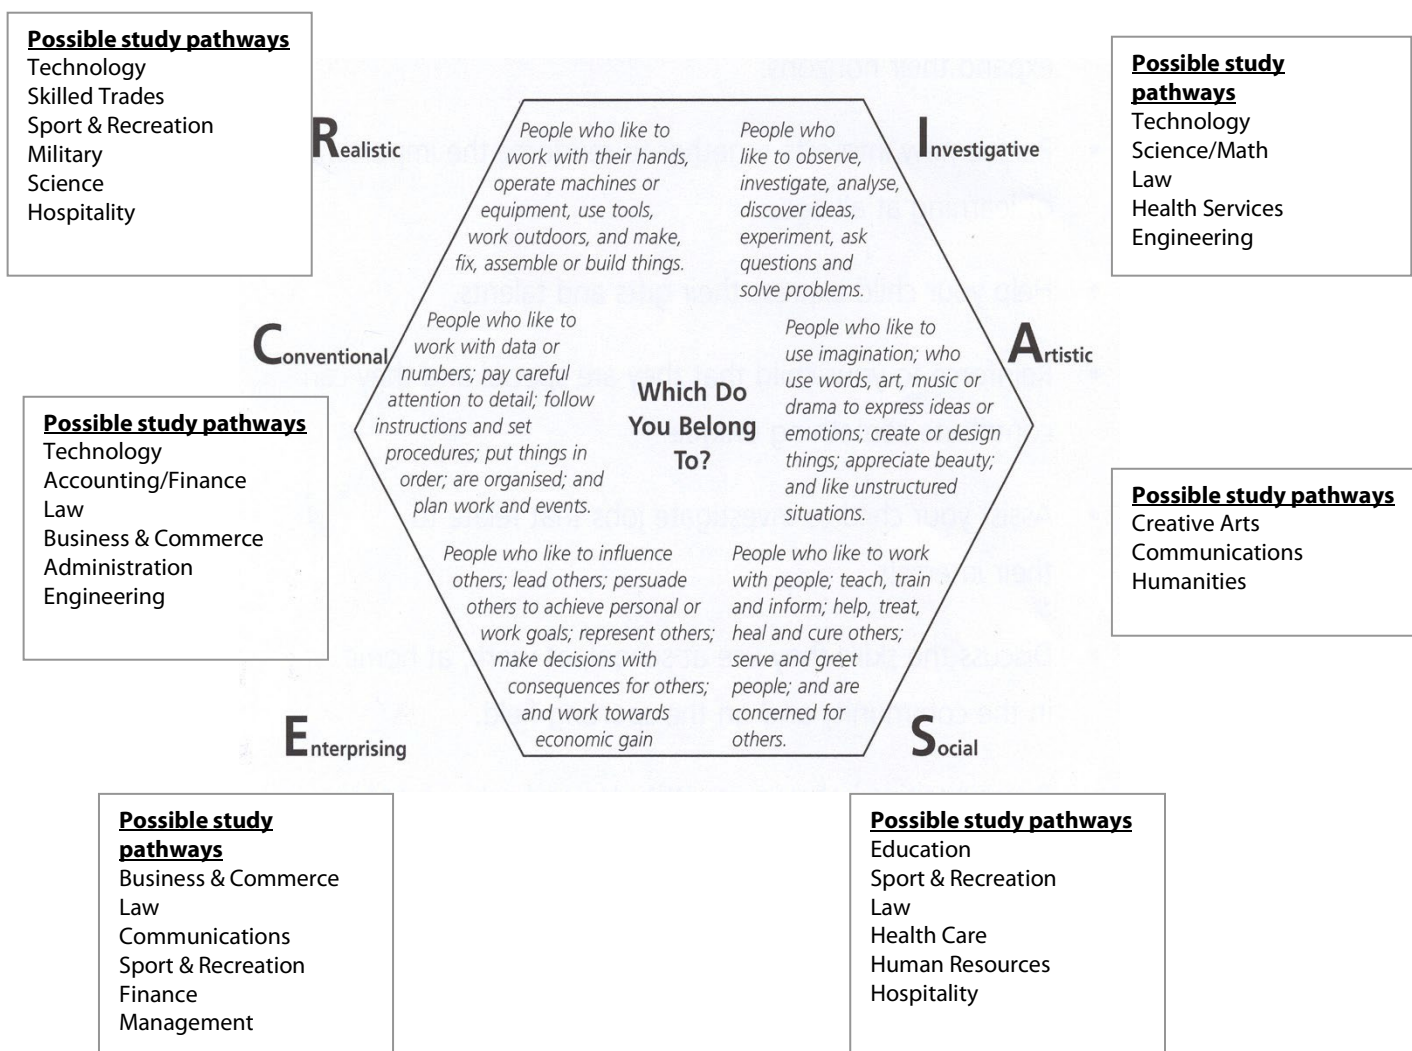 Possible study pathways
Technology
Skilled Trades
Sport & Recreation
Military
Science
Hospitality
Realistic
People who like to
work with their hands,
operate machines or
equipment, use tools,
work outdoors, and make,
fix, assemble or build things.
People who
like to observe,
investigate, analyse,
discover ideas,
experiment, ask
questions and
solve problems.
Investigative
Possible study
pathways
Technology
Science/Math
Law
Health Services
Engineering
Conventional
People who like to
work with data or
numbers; pay careful
attention to detail; follow
instructions and set
procedures; put things in
order; are organised; and
plan work and events.
Which Do
You Belong
To?
People who like to
use imagination; who
use words, art, music or
drama to express ideas or
emotions; create or design
things; appreciate beauty;
and like unstructured
situations.
Artistic
Possible study pathways
Technology
Accounting/Finance
Law
Business & Commerce
Administration
Engineering
Possible study pathways
Creative Arts
Communications
Humanities
Enterprising
People who like to influence
others; lead others; persuade
others to achieve personal or
work goals; represent others;
make decisions with
consequences for others;
and work towards
economic gain
People who like to work
with people; teach, train
and inform; help, treat,
heal and cure others;
serve and greet
people; and are
concerned for
others.
Social
Possible study
pathways
Business & Commerce
Law
Communications
Sport & Recreation
Finance
Management
Possible study pathways
Education
Sport & Recreation
Law
Health Care
Human Resources
Hospitality